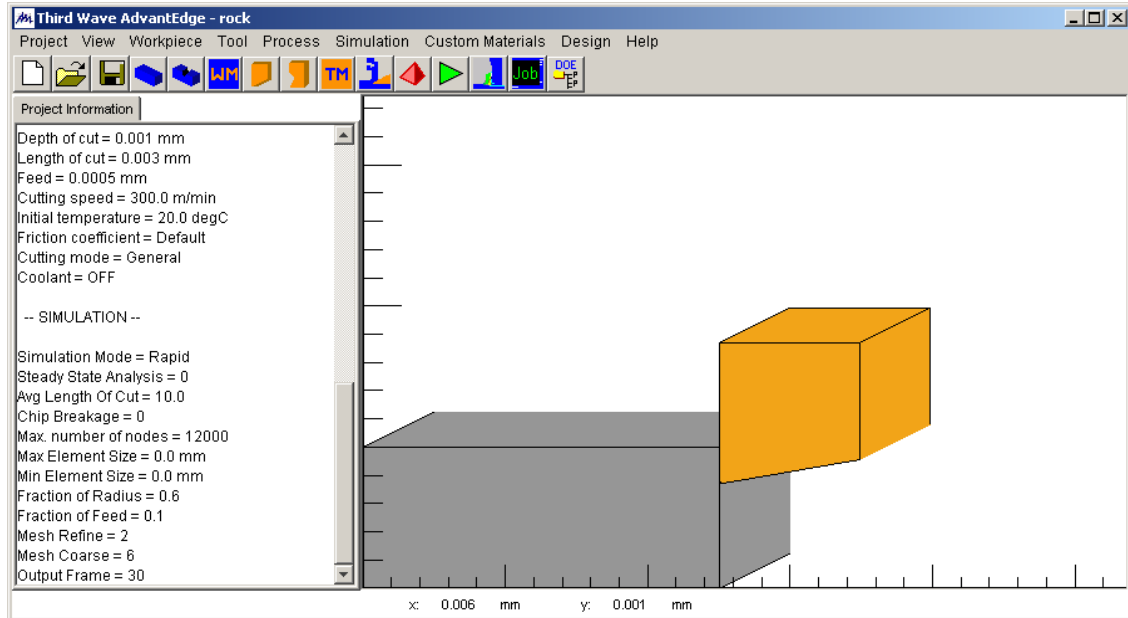 Third Wave AdvantEdge - rock
Project View Workpiece Tool Process Simulation Custom Materials Design Help
WM TM Job DOE EP EP
Project Information
Depth of cut = 0.001 mm
Length of cut = 0.003 mm
Feed = 0.0005 mm
Cutting speed = 300.0 m/min
Initial temperature = 20.0 degC
Friction coefficient = Default
Cutting mode = General
Coolant = OFF
-- SIMULATION --
Simulation Mode = Rapid
Steady State Analysis = 0
Avg Length Of Cut = 10.0
Chip Breakage = 0
Max. number of nodes = 12000
Max Element Size = 0.0 mm
Min Element Size = 0.0 mm
Fraction of Radius = 0.6
Fraction of Feed = 0.1
Mesh Refine = 2
Mesh Coarse = 6
Output Frame = 30
x: 0.006 mm y: 0.001 mm